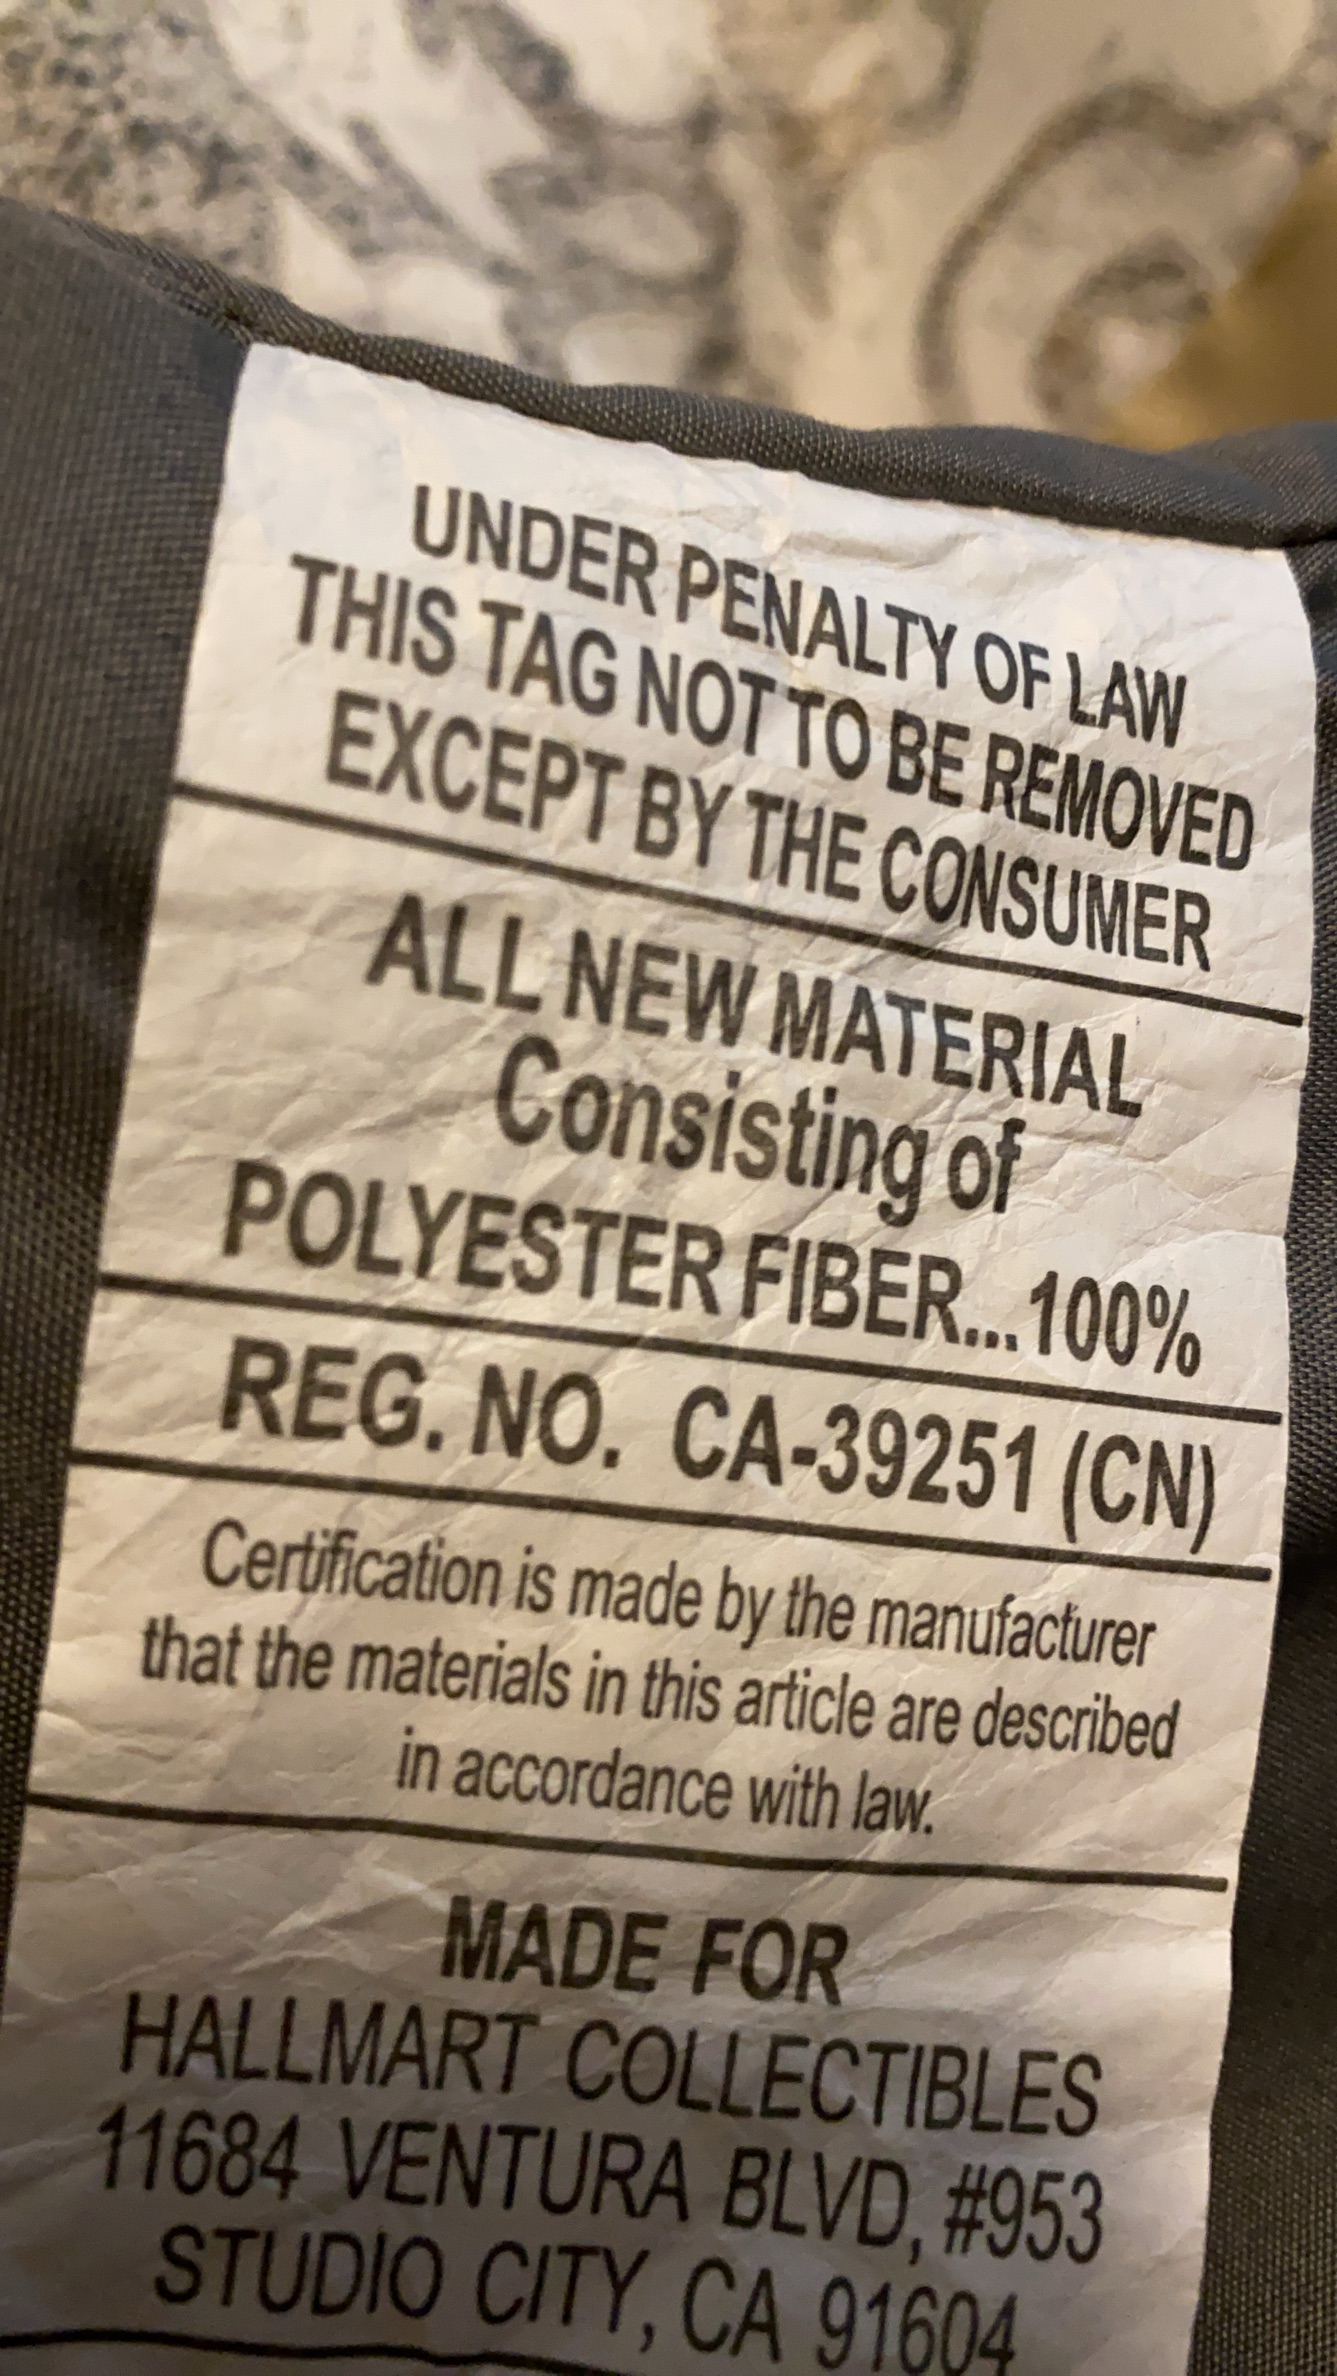 UNDER PENALTY OF LAW
THIS TAG NOT TO BE REMOVED
EXCEPT BY THE CONSUMER
ALL NEW MATERIAL
Consisting of
POLYESTER FIBER...100%
REG. NO. CA-39251 (CN)
Certification is made by the manufacturer
that the materials in this article are described
in accordance with law.
MADE FOR
HALLMART COLLECTIBLES
11684 VENTURA BLVD, #953
STUDIO CITY, CA 91604